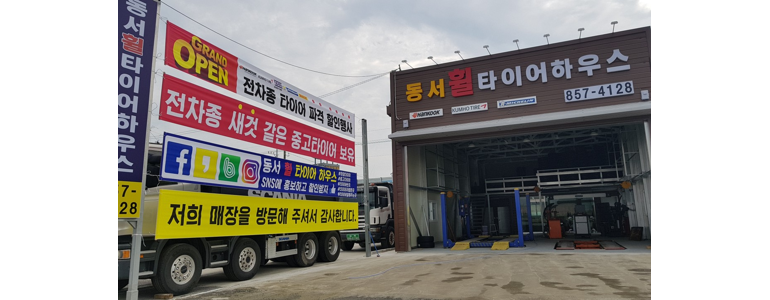 동서휠타이어하우스
7-
28
GRAND
OPEN
전차종 타이어 파격 할인행사
전차종 새것 같은 중고타이어 보유
동서 휠 타이어 하우스
SNS에 홍보하고 할인받자
저희 매장을 방문해 주셔서 감사합니다.
SCANIA
동서휠타이어하우스
HANKOOK
KUMHO TIRE
857-4128